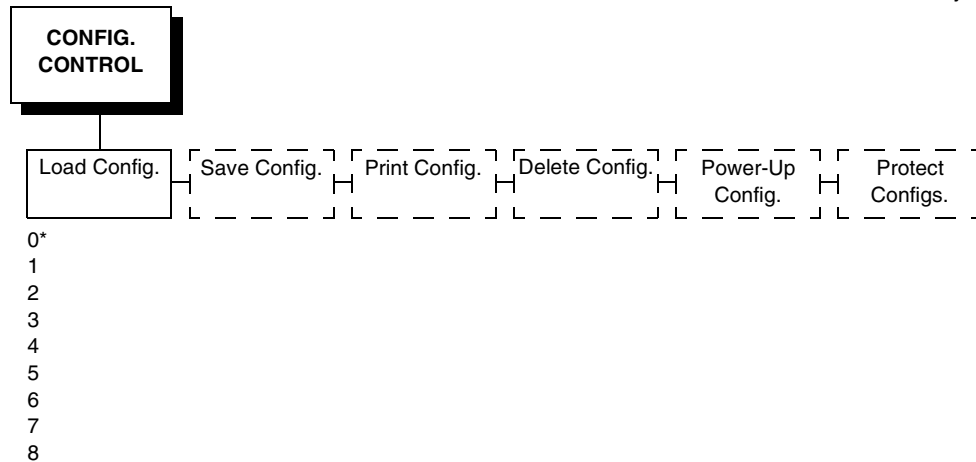 CONFIG.
CONTROL
Load Config.
Save Config.
Print Config.
Delete Config.
Power-Up
Config.
Protect
Configs.
0*
1
2
3
4
5
6
7
8